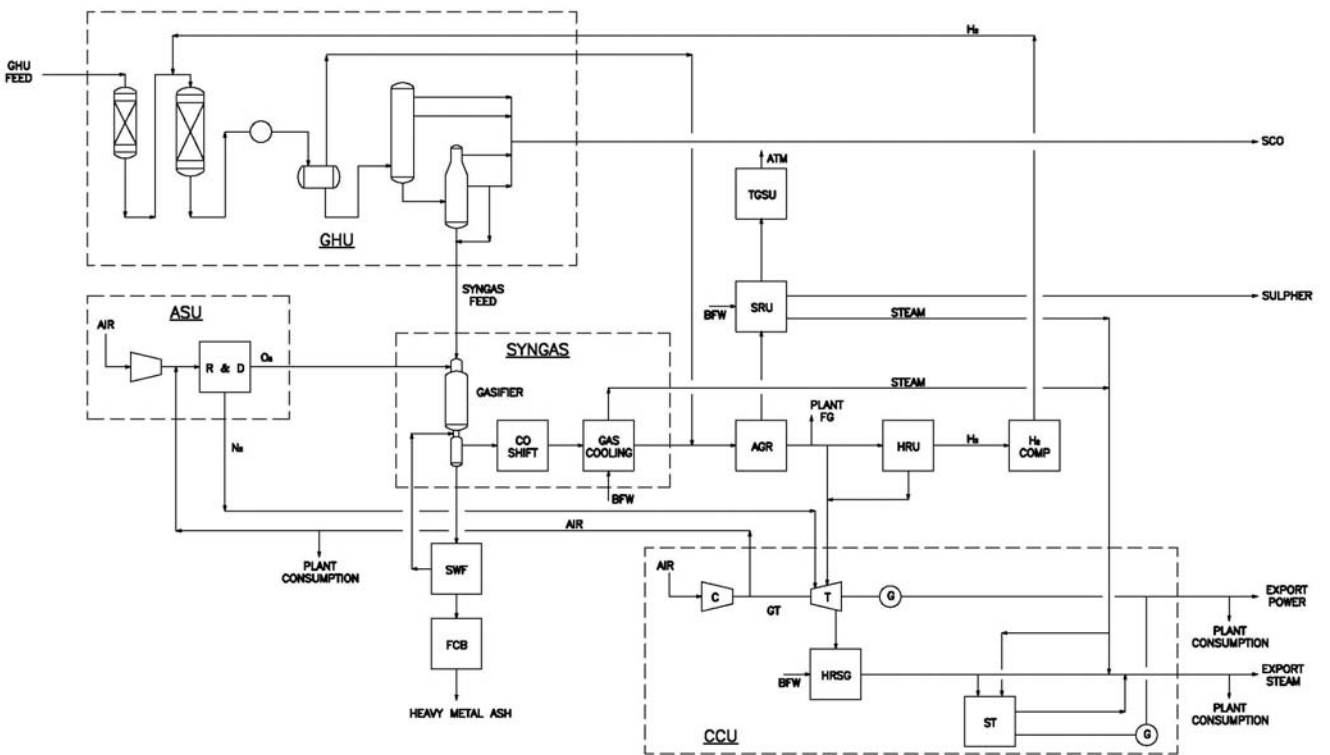 H₂
GHU
FEED
SCO
ATM
TGSU
GHU
SYNGAS
FEED
SULPHER
BFW
SRU
STEAM
ASU
AIR
R & D
O₂
SYNGAS
GASIFIER
STEAM
PLANT
FG
CO
SHIFT
GAS
COOLING
AGR
HRU
H₂
H₂
COMP
N₂
BFW
AIR
PLANT
CONSUMPTION
SWF
AIR
C
GT
T
G
EXPORT
POWER
PLANT
CONSUMPTION
FCB
BFW
HRSG
EXPORT
STEAM
PLANT
CONSUMPTION
HEAVY METAL ASH
ST
G
CCU